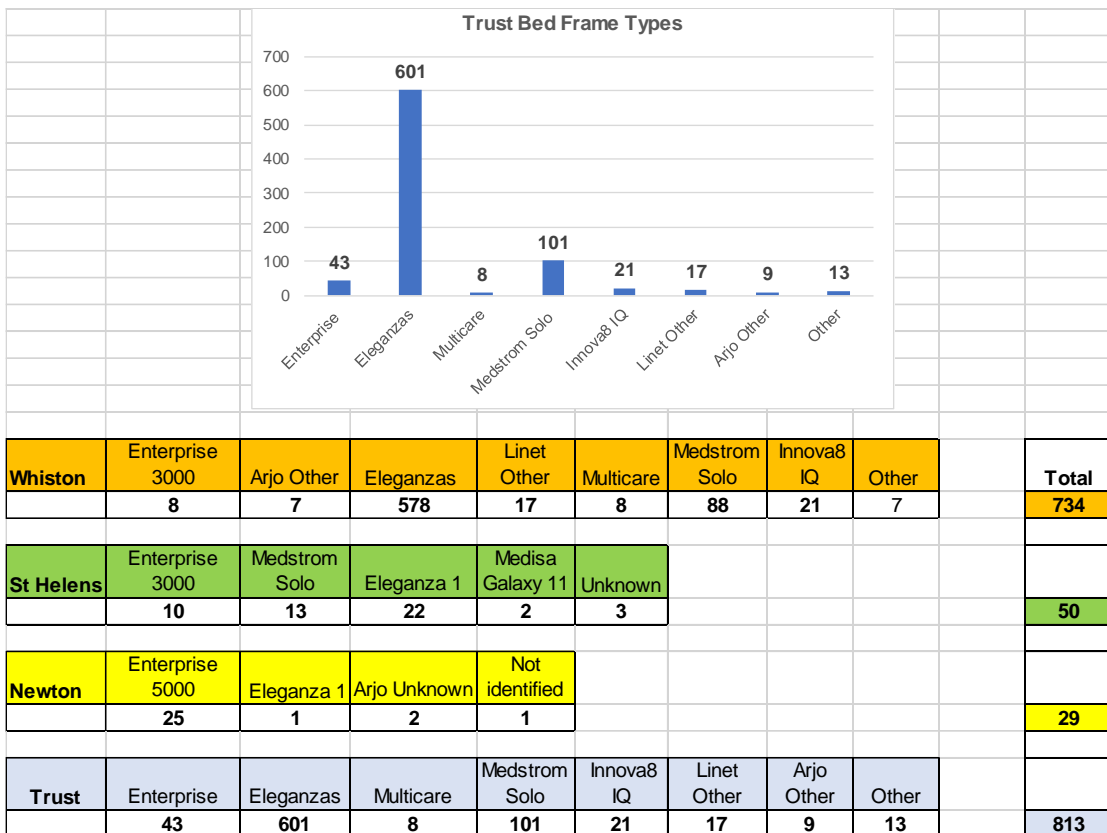 Trust Bed Frame Types
700
600
500
400
300
200
100
0
43
601
8
101
21
17
9
13
Enterprise
Eleganzas
Multicare
Medstrom Solo
Innova8 IQ
Linet Other
Arjo Other
Other
Whiston Enterprise 3000 Arjo Other Eleganzas Linet Other Multicare Medstrom Solo Innova8 IQ Other Total
8 7 578 17 8 88 21 7 734
St Helens Enterprise 3000 Medstrom Solo Eleganza 1 Medisa Galaxy 11 Unknown
10 13 22 2 3 50
Newton Enterprise 5000 Eleganza 1 Arjo Unknown Not identified
25 1 2 1 29
Trust Enterprise Eleganzas Multicare Medstrom Solo Innova8 IQ Linet Other Arjo Other Other
43 601 8 101 21 17 9 13 813